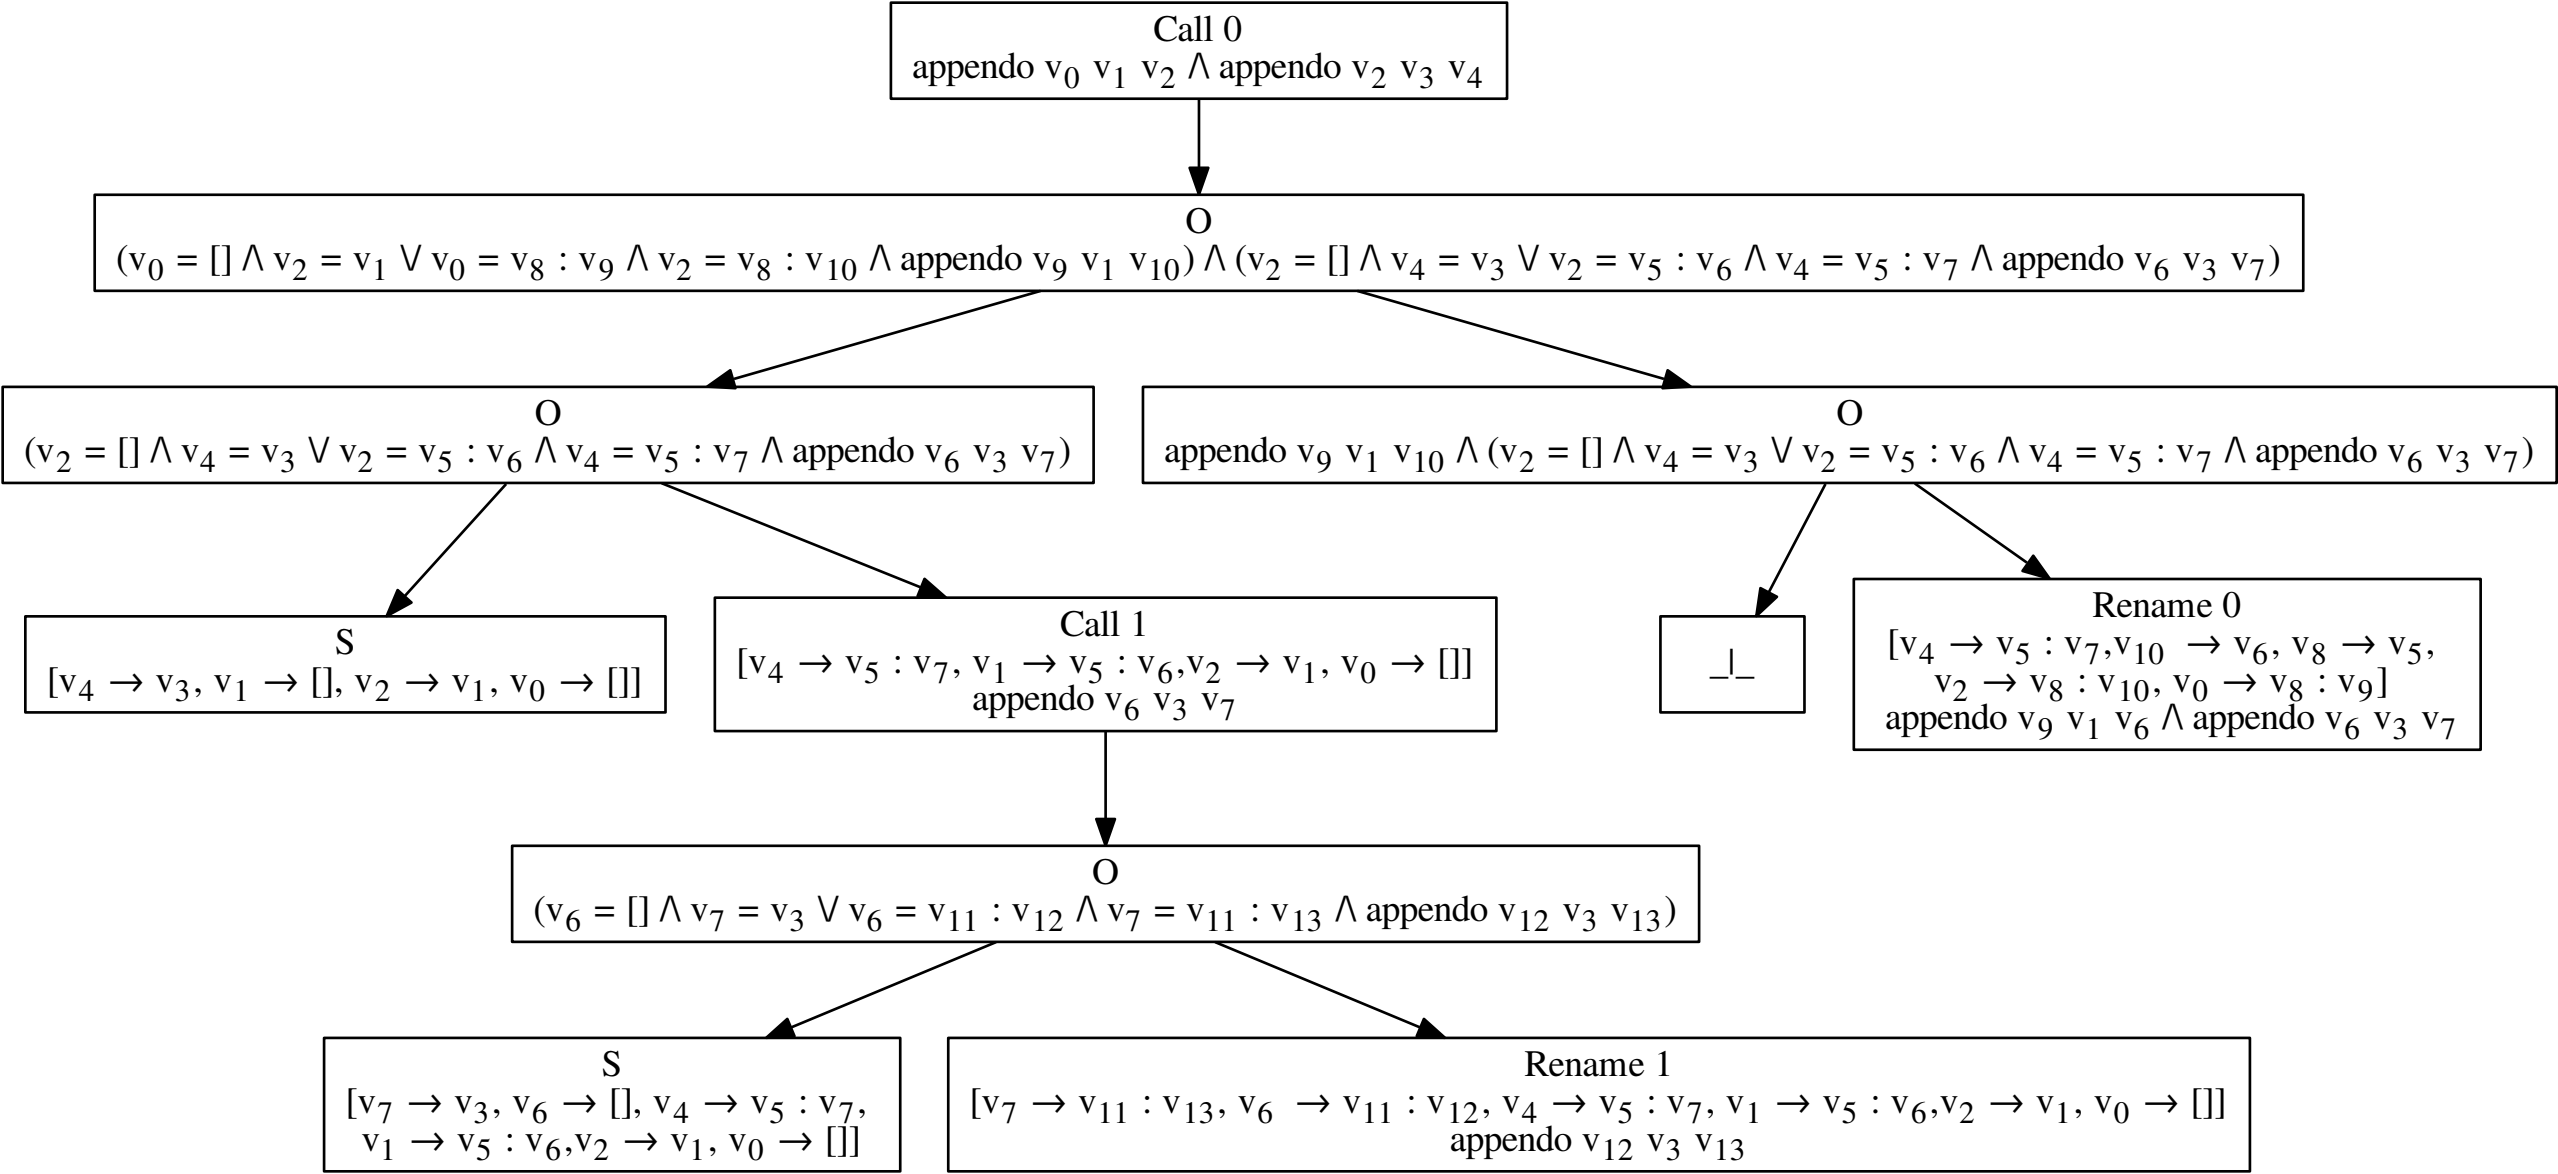 Call 0
appendo v₀ v₁ v₂ /\ appendo v₂ v₃ v₄
O
(v₀ = [] /\ v₂ = v₁ \/ v₀ = v₈ : v₉ /\ v₂ = v₈ : v₁₀ /\ appendo v₉ v₁ v₁₀) /\ (v₂ = [] /\ v₄ = v₃ \/ v₂ = v₅ : v₆ /\ v₄ = v₅ : v₇ /\ appendo v₆ v₃ v₇)
O
(v₂ = [] /\ v₄ = v₃ \/ v₂ = v₅ : v₆ /\ v₄ = v₅ : v₇ /\ appendo v₆ v₃ v₇)
O
appendo v₉ v₁ v₁₀ /\ (v₂ = [] /\ v₄ = v₃ \/ v₂ = v₅ : v₆ /\ v₄ = v₅ : v₇ /\ appendo v₆ v₃ v₇)
S
[v₄ → v₃, v₁ → [], v₂ → v₁, v₀ → []]
Call 1
[v₄ → v₅ : v₇, v₁ → v₅ : v₆,v₂ → v₁, v₀ → []]
appendo v₆ v₃ v₇
_|_
Rename 0
[v₄ → v₅ : v₇,v₁₀ → v₆, v₈ → v₅,
v₂ → v₈ : v₁₀, v₀ → v₈ : v₉]
appendo v₉ v₁ v₆ /\ appendo v₆ v₃ v₇
O
(v₆ = [] /\ v₇ = v₃ \/ v₆ = v₁₁ : v₁₂ /\ v₇ = v₁₁ : v₁₃ /\ appendo v₁₂ v₃ v₁₃)
S
[v₇ → v₃, v₆ → [], v₄ → v₅ : v₇,
v₁ → v₅ : v₆,v₂ → v₁, v₀ → []]
Rename 1
[v₇ → v₁₁ : v₁₃, v₆ → v₁₁ : v₁₂, v₄ → v₅ : v₇, v₁ → v₅ : v₆,v₂ → v₁, v₀ → []]
appendo v₁₂ v₃ v₁₃